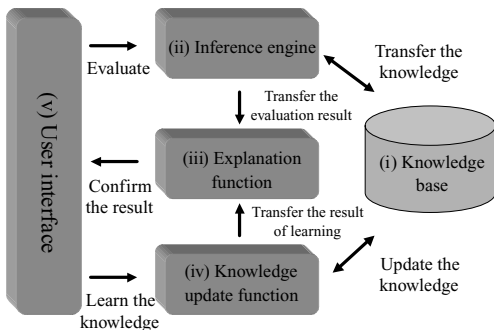 (v) User interface
Evaluate
(ii) Inference engine
Transfer the
knowledge
Transfer the
evaluation result
(iii) Explanation
function
Confirm
the result
(i) Knowledge
base
Transfer the result
of learning
(iv) Knowledge
update function
Learn the
knowledge
Update the
knowledge